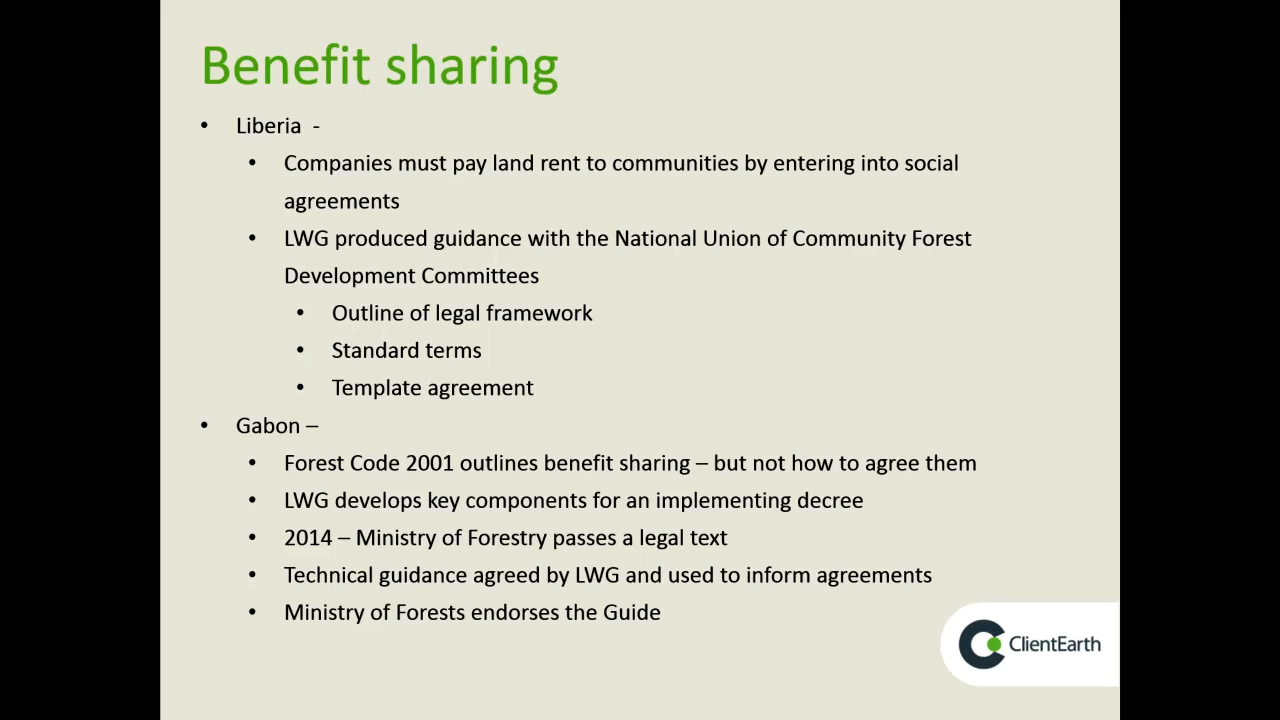 Benefit sharing
• Liberia -
• Companies must pay land rent to communities by entering into social
agreements
• LWG produced guidance with the National Union of Community Forest
Development Committees
• Outline of legal framework
• Standard terms
• Template agreement
• Gabon –
• Forest Code 2001 outlines benefit sharing – but not how to agree them
• LWG develops key components for an implementing decree
• 2014 – Ministry of Forestry passes a legal text
• Technical guidance agreed by LWG and used to inform agreements
• Ministry of Forests endorses the Guide
ClientEarth